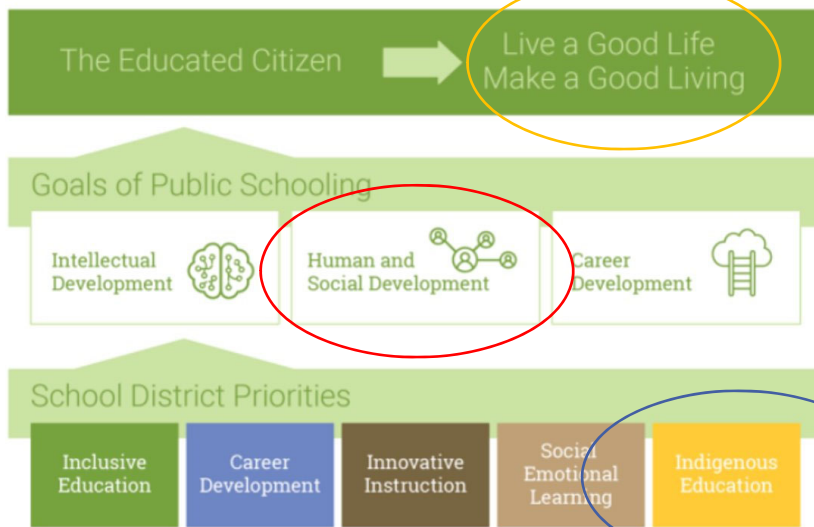 The Educated Citizen
Live a Good Life
Make a Good Living
Goals of Public Schooling
Intellectual
Development
Human and
Social Development
Career
Development
School District Priorities
Inclusive
Education
Career
Development
Innovative
Instruction
Social
Emotional
Learning
Indigenous
Education